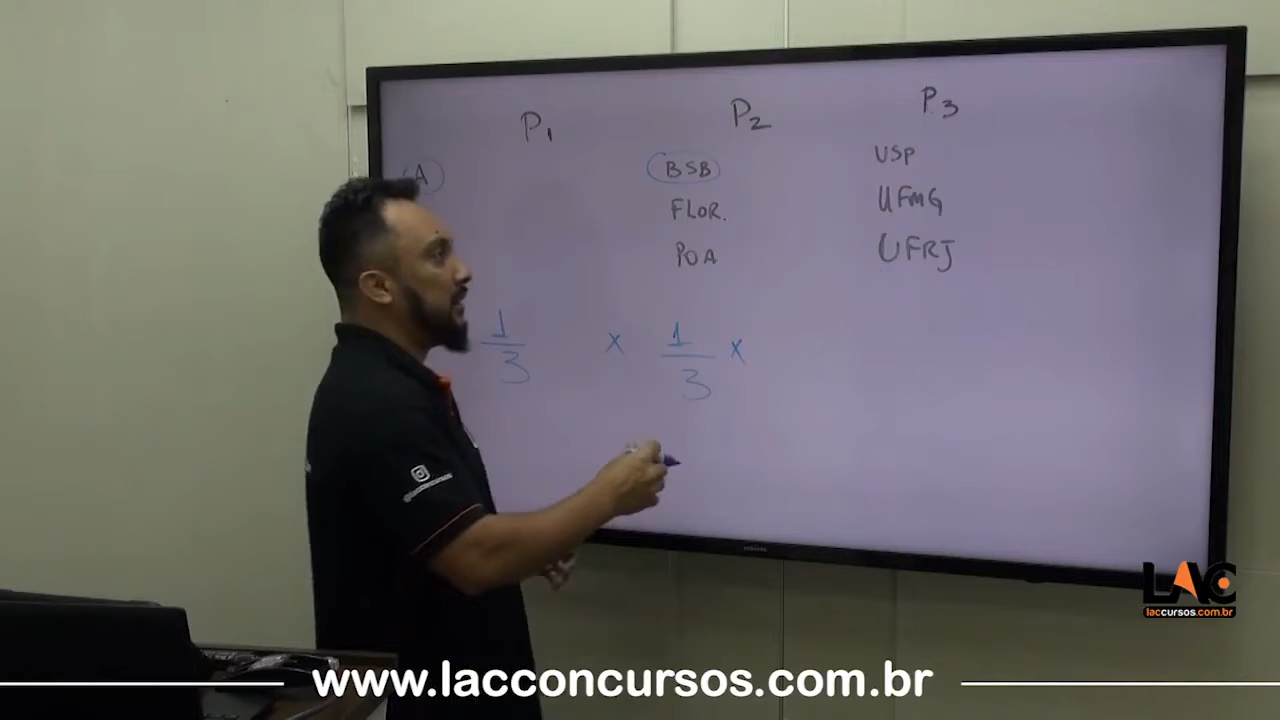 P1 P2 P3
A BSB USP
FLOR. UFMG
POA UFRJ
1/3 x 1/3 x
LAC
laccursos.com.br
www.lacconcursos.com.br